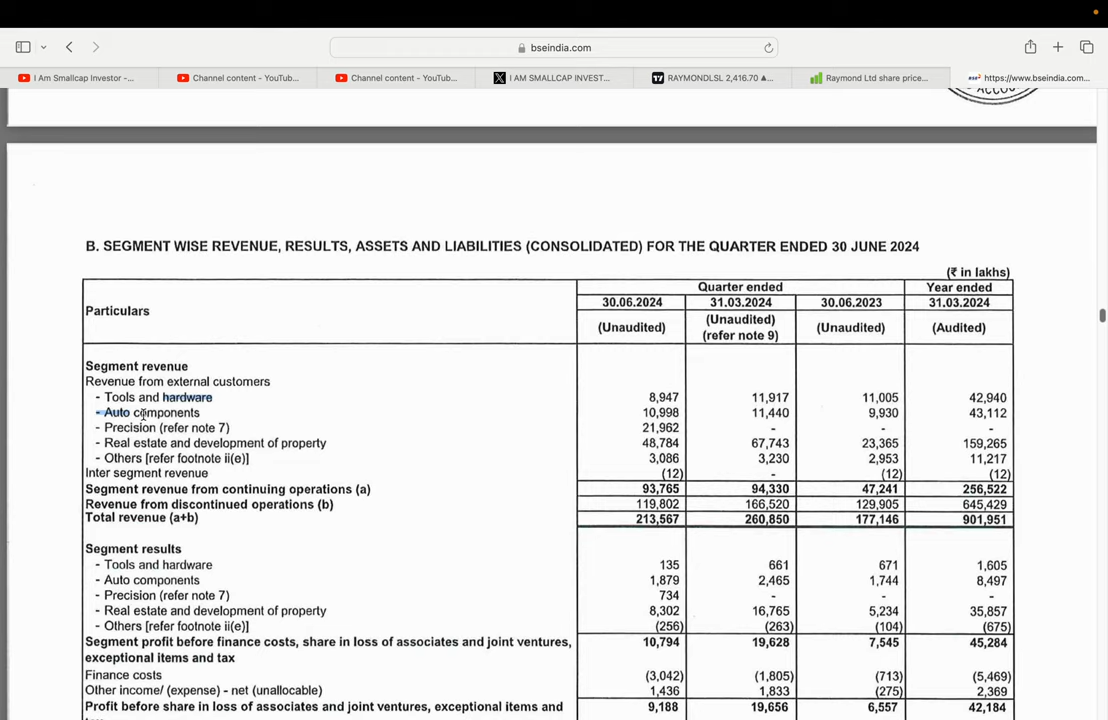 bseindia.com
I Am Smallcap Investor -...
Channel content - YouTub...
Channel content - YouTub...
I AM SMALLCAP INVEST...
RAYMONDLSL 2,416.70 ▲...
Raymond Ltd share price...
https://www.bseindia.com...
B. SEGMENT WISE REVENUE, RESULTS, ASSETS AND LIABILITIES (CONSOLIDATED) FOR THE QUARTER ENDED 30 JUNE 2024
(₹ in lakhs)
Particulars Quarter ended Year ended
30.06.2024 31.03.2024 30.06.2023 31.03.2024
(Unaudited) (Unaudited) (refer note 9) (Unaudited) (Audited)
Segment revenue
Revenue from external customers
- Tools and hardware 8,947 11,917 11,005 42,940
- Auto components 10,998 11,440 9,930 43,112
- Precision (refer note 7) 21,962 - - -
- Real estate and development of property 48,784 67,743 23,365 159,265
- Others [refer footnote ii(e)] 3,086 3,230 2,953 11,217
Inter segment revenue (12) - (12) (12)
Segment revenue from continuing operations (a) 93,765 94,330 47,241 256,522
Revenue from discontinued operations (b) 119,802 166,520 129,905 645,429
Total revenue (a+b) 213,567 260,850 177,146 901,951
Segment results
- Tools and hardware 135 661 671 1,605
- Auto components 1,879 2,465 1,744 8,497
- Precision (refer note 7) 734 - - -
- Real estate and development of property 8,302 16,765 5,234 35,857
- Others [refer footnote ii(e)] (256) (263) (104) (675)
Segment profit before finance costs, share in loss of associates and joint ventures, 10,794 19,628 7,545 45,284
exceptional items and tax
Finance costs (3,042) (1,805) (713) (5,469)
Other income/ (expense) - net (unallocable) 1,436 1,833 (275) 2,369
Profit before share in loss of associates and joint ventures, exceptional items and 9,188 19,656 6,557 42,184